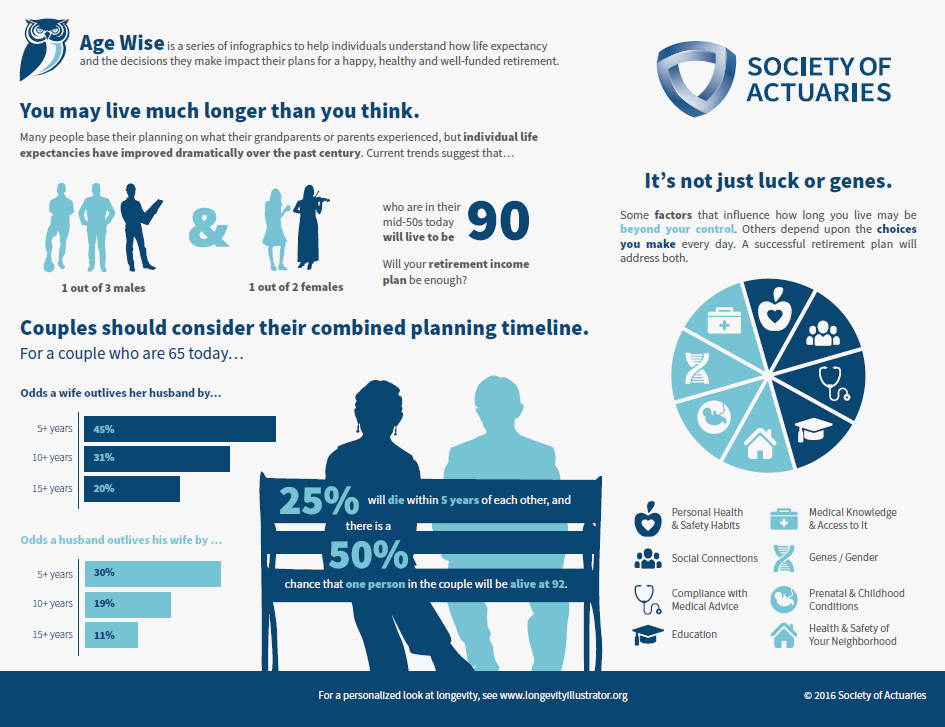 Age Wise is a series of infographics to help individuals understand how life expectancy
and the decisions they make impact their plans for a happy, healthy and well-funded retirement.
SOCIETY OF
ACTUARIES
You may live much longer than you think.
Many people base their planning on what their grandparents or parents experienced, but individual life
expectancies have improved dramatically over the past century. Current trends suggest that…
&
1 out of 3 males
1 out of 2 females
who are in their
mid-50s today
will live to be
90
Will your retirement income
plan be enough?
It's not just luck or genes.
Some factors that influence how long you live may be
beyond your control. Others depend upon the choices
you make every day. A successful retirement plan will
address both.
Couples should consider their combined planning timeline.
For a couple who are 65 today…
Odds a wife outlives her husband by…
5+ years 45%
10+ years 31%
15+ years 20%
Odds a husband outlives his wife by …
5+ years 30%
10+ years 19%
15+ years 11%
25% will die within 5 years of each other, and
there is a
50%
chance that one person in the couple will be alive at 92.
Personal Health
& Safety Habits
Social Connections
Compliance with
Medical Advice
Education
Medical Knowledge
& Access to It
Genes / Gender
Prenatal & Childhood
Conditions
Health & Safety of
Your Neighborhood
For a personalized look at longevity, see www.longevityillustrator.org
© 2016 Society of Actuaries